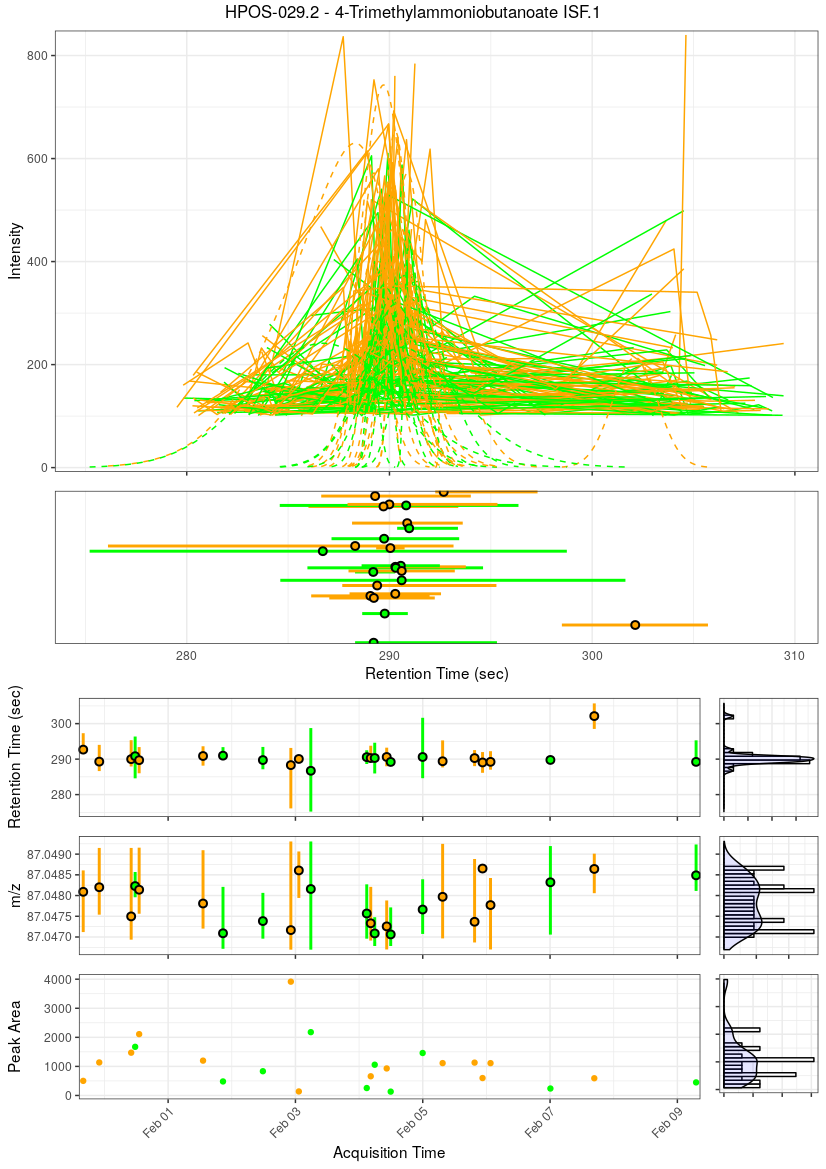 HPOS-029.2 - 4-Trimethylammoniobutanoate ISF.1
800
600
400
200
0
Intensity
280
290
300
310
Retention Time (sec)
300
290
280
Retention Time (sec)
87.0490
87.0485
87.0480
87.0475
87.0470
m/z
4000
3000
2000
1000
0
Peak Area
Feb 01
Feb 03
Feb 05
Feb 07
Feb 09
Acquisition Time